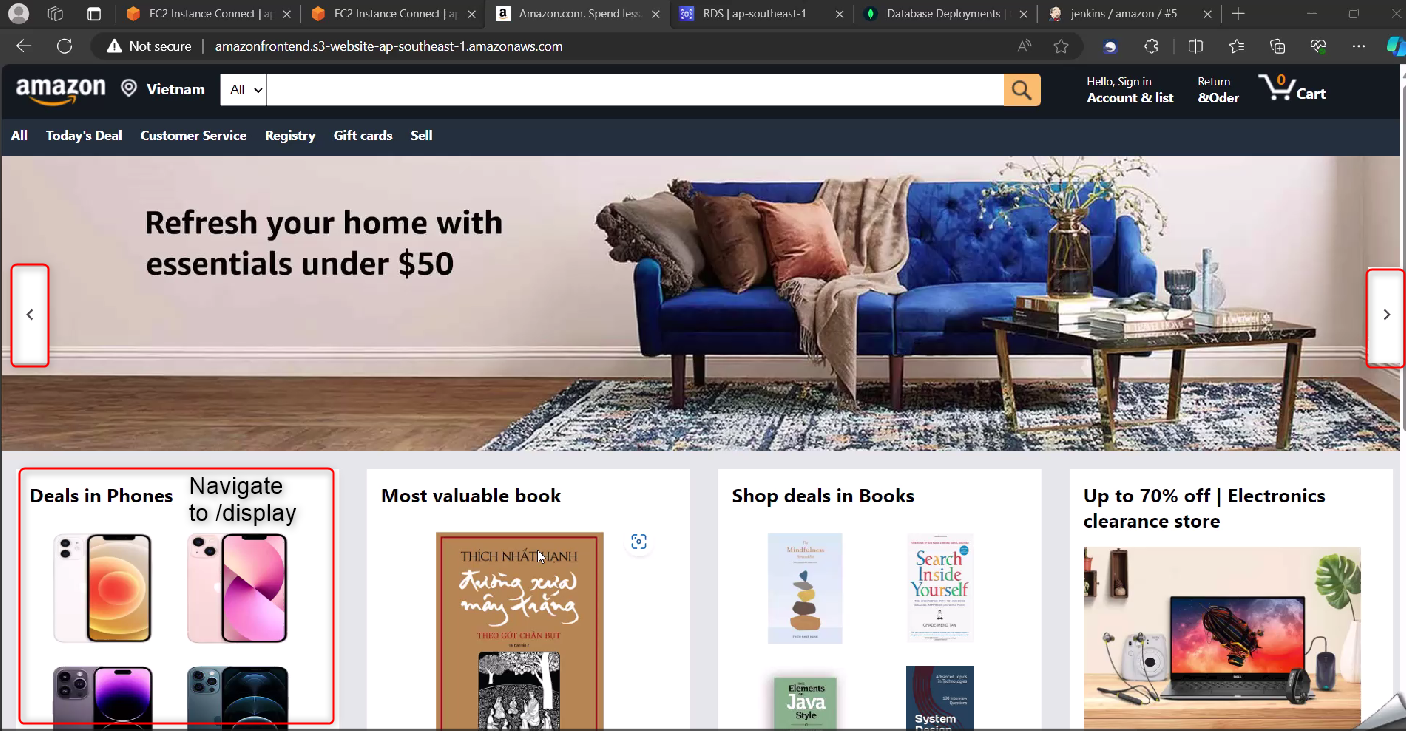 EC2 Instance Connect | ap
EC2 Instance Connect | ap
Amazon.com. Spend less
RDS | ap-southeast-1
Database Deployments |
jenkins / amazon / #5
Not secure
amazonfrontend.s3-website-ap-southeast-1.amazonaws.com
amazon
Vietnam
All
Hello, Sign in
Account & list
Return
&Oder
0
Cart
All
Today's Deal
Customer Service
Registry
Gift cards
Sell
Refresh your home with
essentials under $50
Deals in Phones
Navigate
to /display
Most valuable book
THÍCH NHẤT HẠNH
đường xưa
mây trắng
THEO GÓT CHÂN BỤT
Shop deals in Books
Mindfulness
Search
Inside
Yourself
Elements
Java
Style
System
Design
Up to 70% off | Electronics
clearance store
DELL